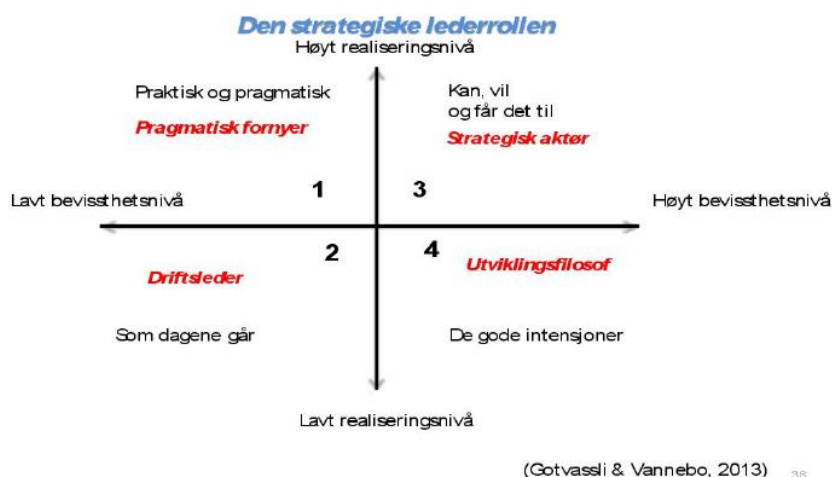 Den strategiske lederrollen
Høyt realiseringsnivå
Praktisk og pragmatisk
Pragmatisk fornyer
Kan, vil
og får det til
Strategisk aktør
1
3
Lavt bevissthetsnivå
Høyt bevissthetsnivå
2
4
Driftsleder
Utviklingsfilosof
Som dagene går
De gode intensjoner
Lavt realiseringsnivå
(Gotvassli & Vannebo, 2013)